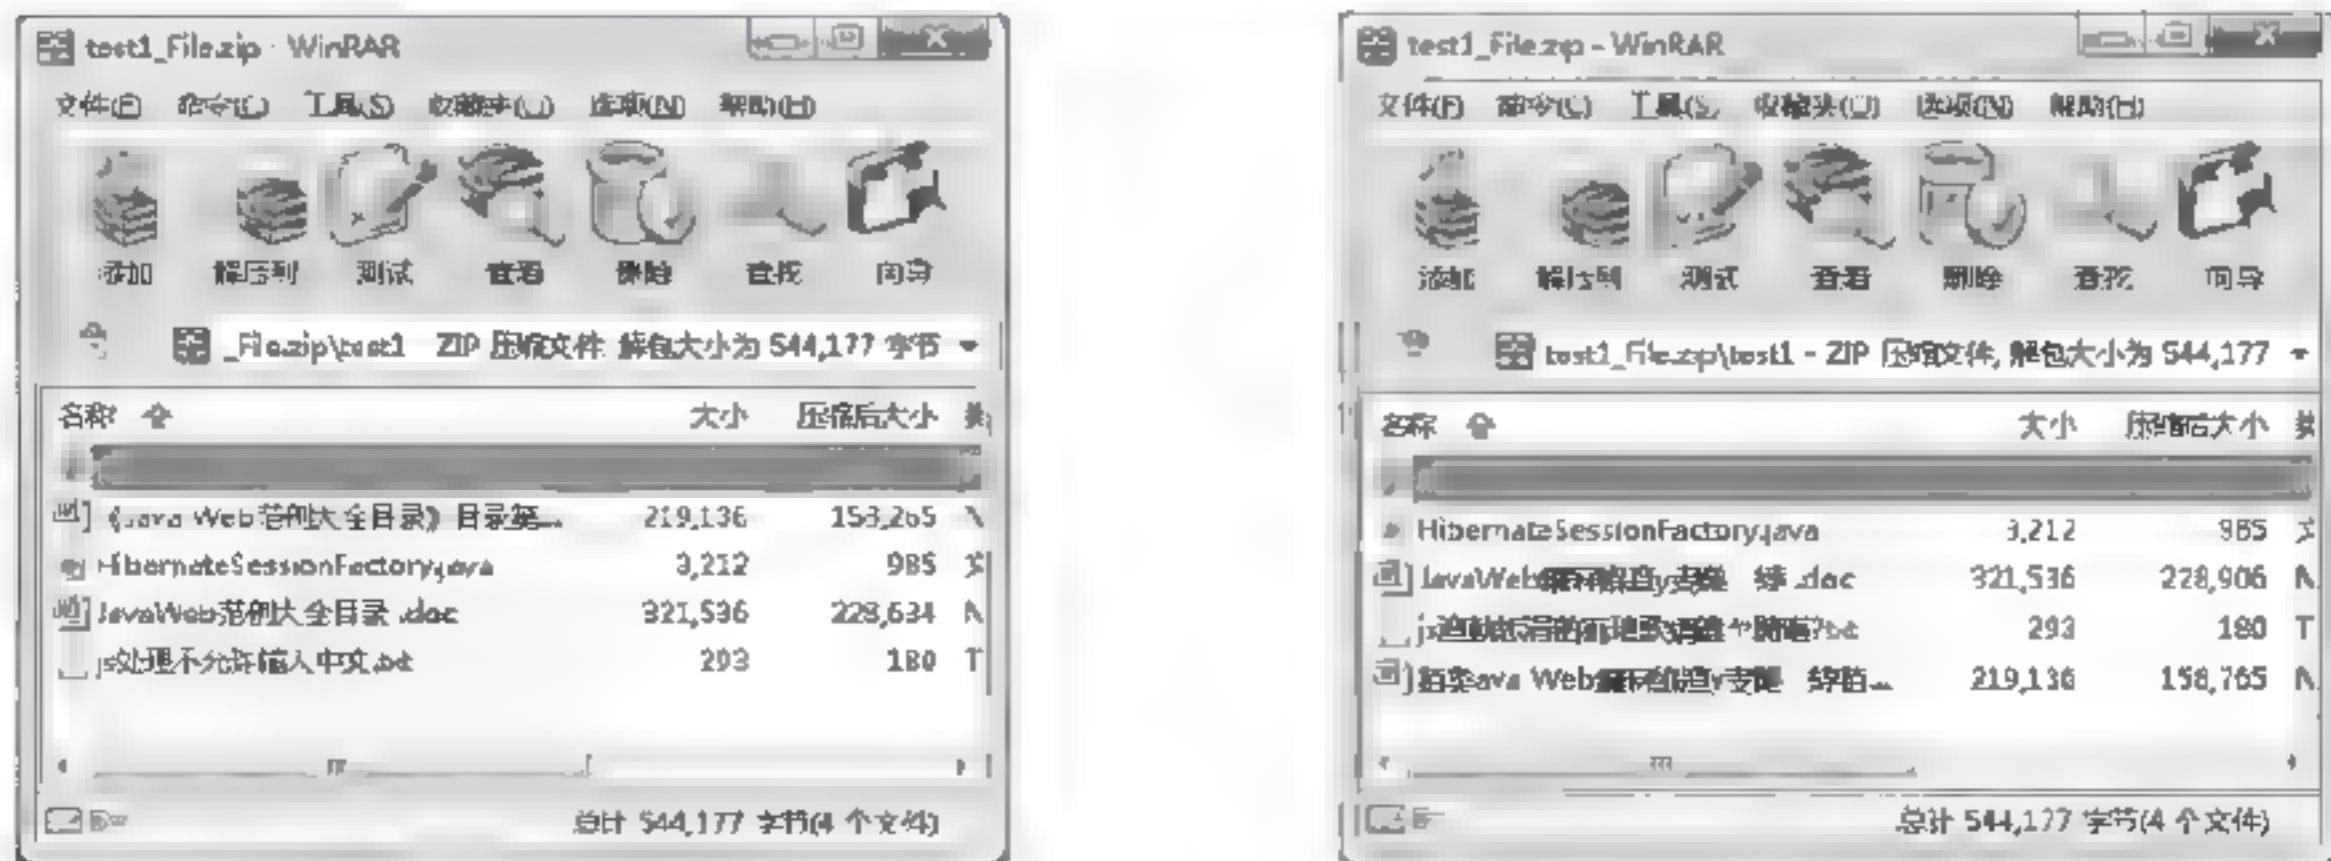 test1_File.zip - WinRAR
文件(F) 命令(C) 工具(S) 收藏夹(O) 选项(N) 帮助(H)
添加 解压到 测试 查看 删除 查找 向导
_File.zip\test1 ZIP 压缩文件 解包大小为 544,177 字节
名称 大小 压缩后大小
《Java Web范例大全目录》目录 219,136
HibernateSessionFactory.java 3,212 985
JavaWeb范例大全目录 .doc 321,536 228,634
js处理不允许输入中文.txt 293 180
总计 544,177 字节(4 个文件)
test1_File.zip - WinRAR
文件(F) 命令(C) 工具(S) 收藏夹(O) 选项(N) 帮助(H)
添加 解压到 测试 查看 删除 查找 向导
test1_File.zip\test1 - ZIP 压缩文件, 解包大小为 544,177
名称 大小 压缩后大小
HibernateSessionFactory.java 3,212 985
JavaWeb .doc 321,536 228,906
js 293 180
ava Web 219,136 158,765
总计 544,177 字节(4 个文件)